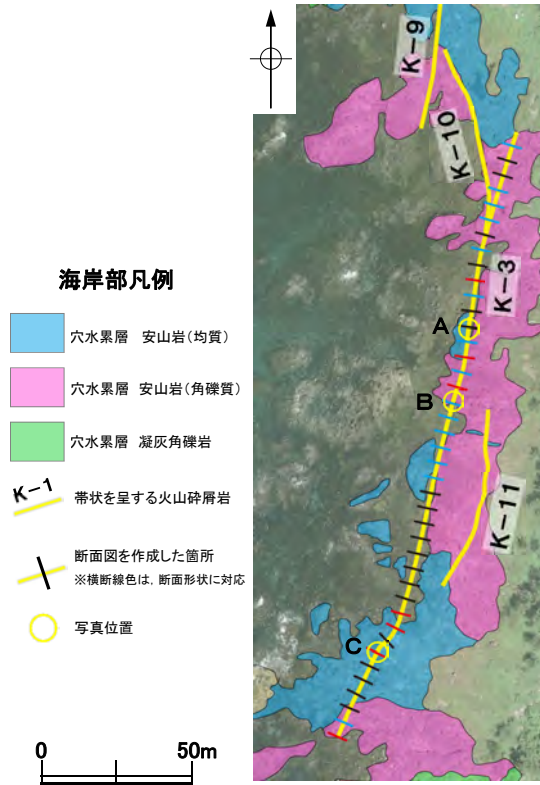 海岸部凡例
穴水累層 安山岩(均質)
穴水累層 安山岩(角礫質)
穴水累層 凝灰角礫岩
K-1
帯状を呈する火山砕屑岩
断面図を作成した箇所
※横断線色は,断面形状に対応
写真位置
0 50m
K-9
K-10
K-3
A
B
K-11
C